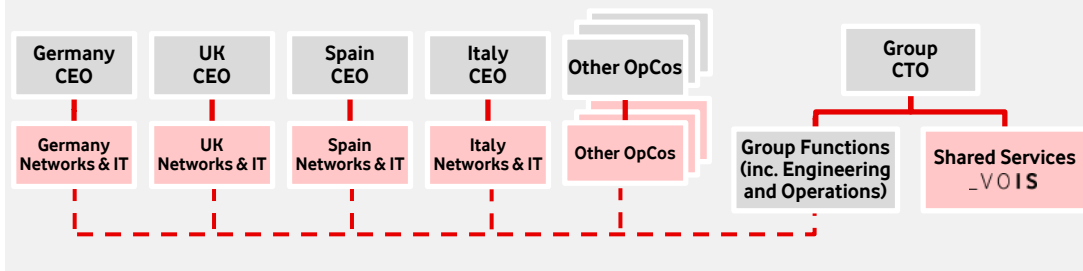 Germany
CEO
UK
CEO
Spain
CEO
Italy
CEO
Other OpCos
Group
CTO
Germany
Networks & IT
UK
Networks & IT
Spain
Networks & IT
Italy
Networks & IT
Other OpCos
Group Functions
(inc. Engineering
and Operations)
Shared Services
_VOIS